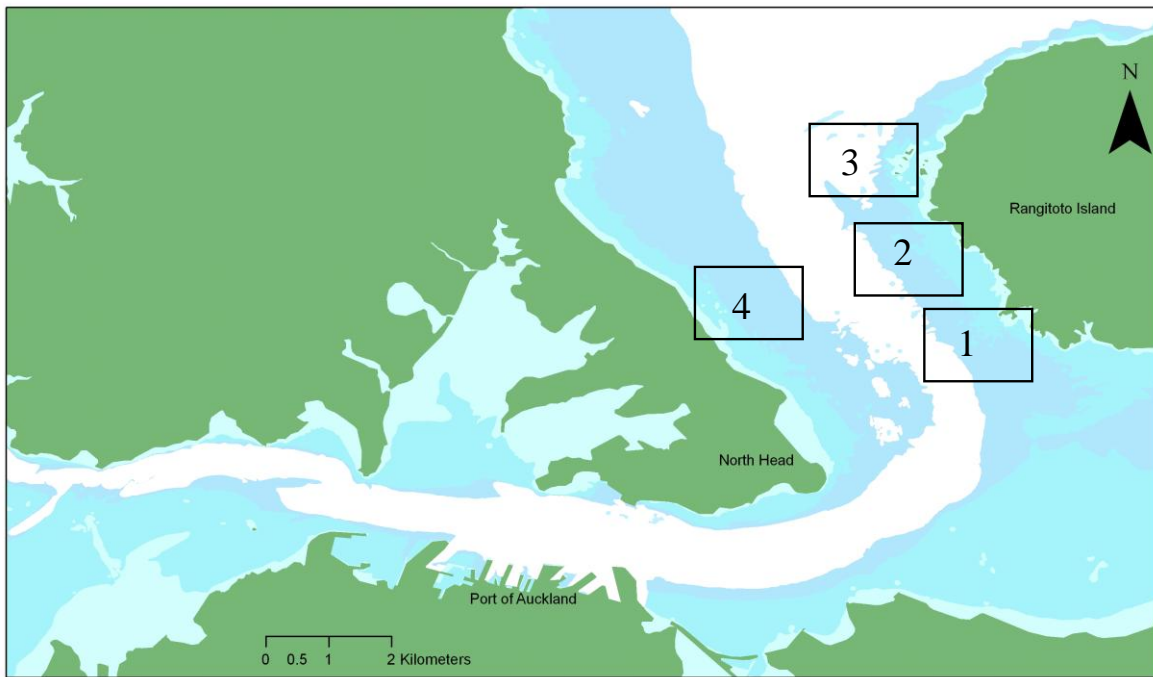 N
3
Rangitoto Island
2
4
1
North Head
Port of Auckland
0 0.5 1 2 Kilometers